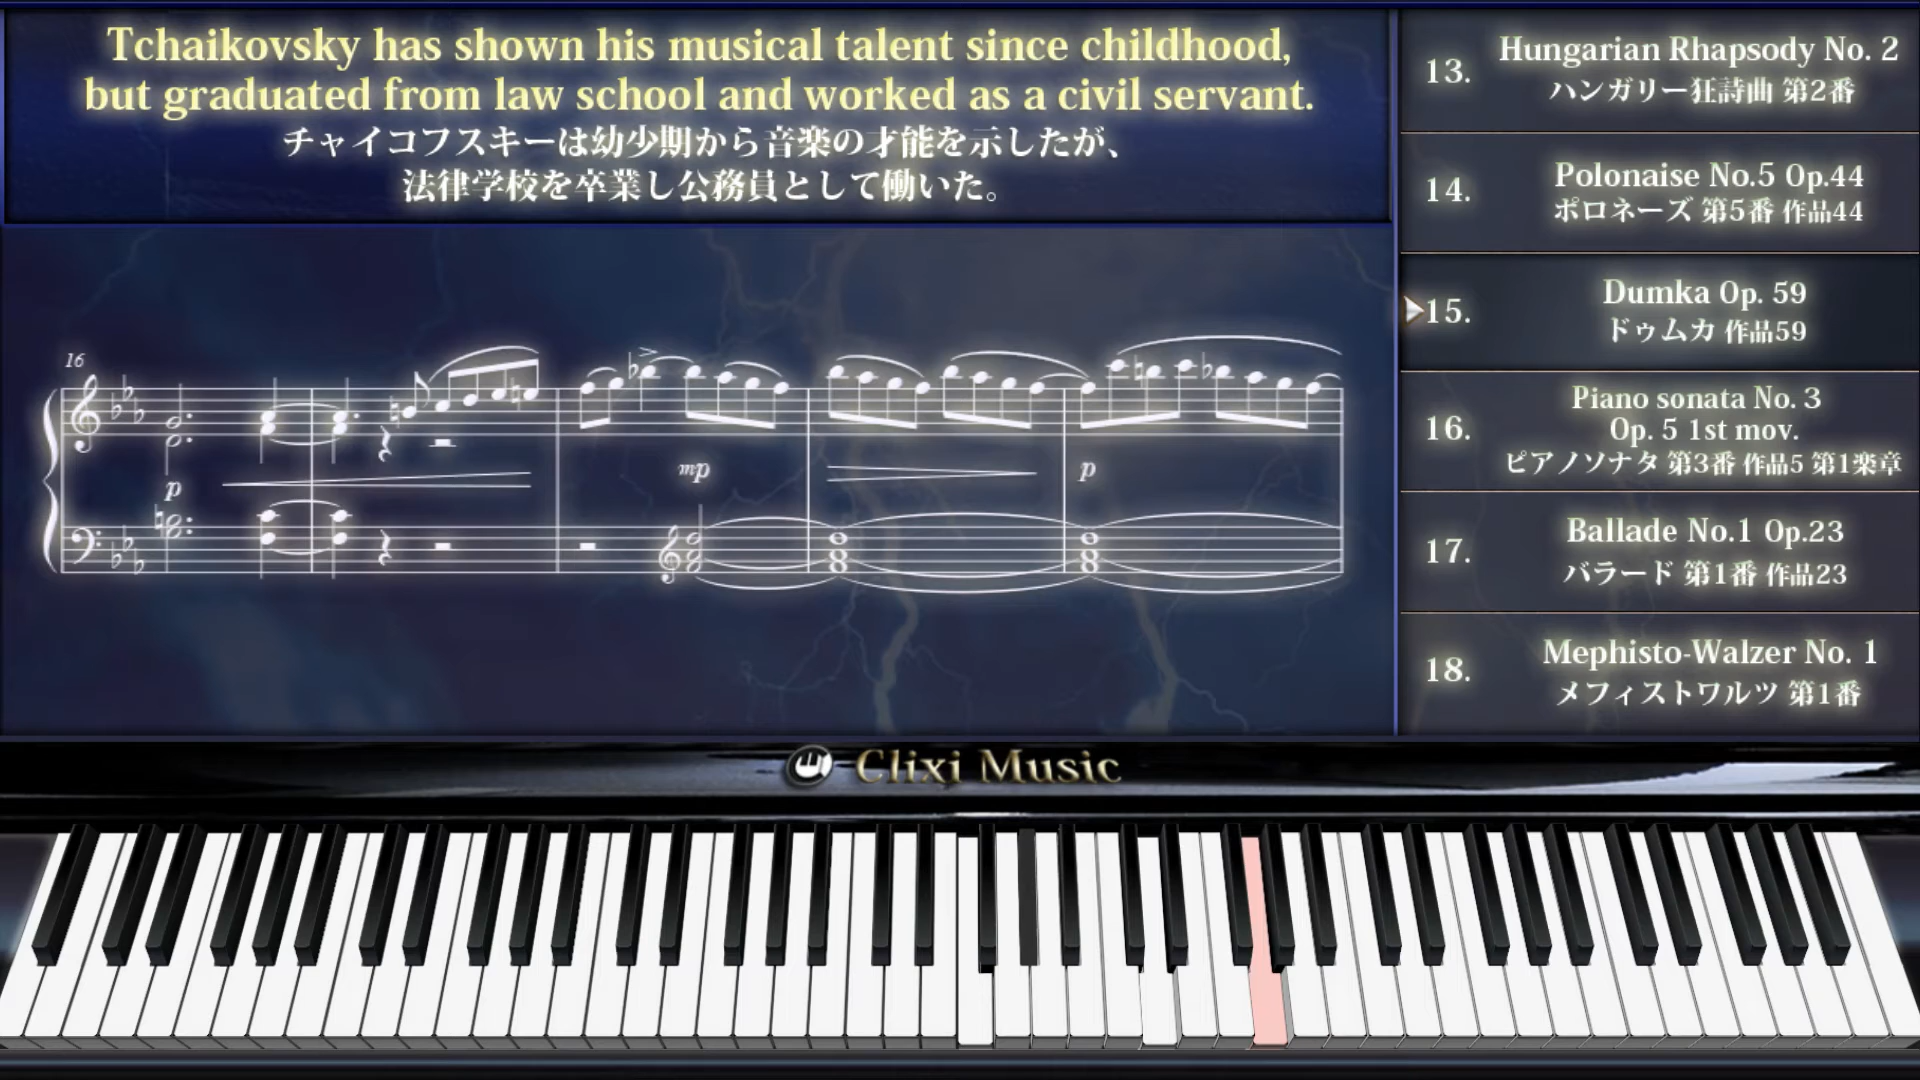 Tchaikovsky has shown his musical talent since childhood,
but graduated from law school and worked as a civil servant.
チャイコフスキーは幼少期から音楽の才能を示したが、
法律学校を卒業し公務員として働いた。
16
p
mp
p
13. Hungarian Rhapsody No. 2
ハンガリー狂詩曲 第2番
14. Polonaise No.5 Op.44
ポロネーズ 第5番 作品44
15. Dumka Op. 59
ドゥムカ 作品59
16. Piano sonata No. 3
Op. 5 1st mov.
ピアノソナタ 第3番 作品5 第1楽章
17. Ballade No.1 Op.23
バラード 第1番 作品23
18. Mephisto-Walzer No. 1
メフィストワルツ 第1番
Clixi Music